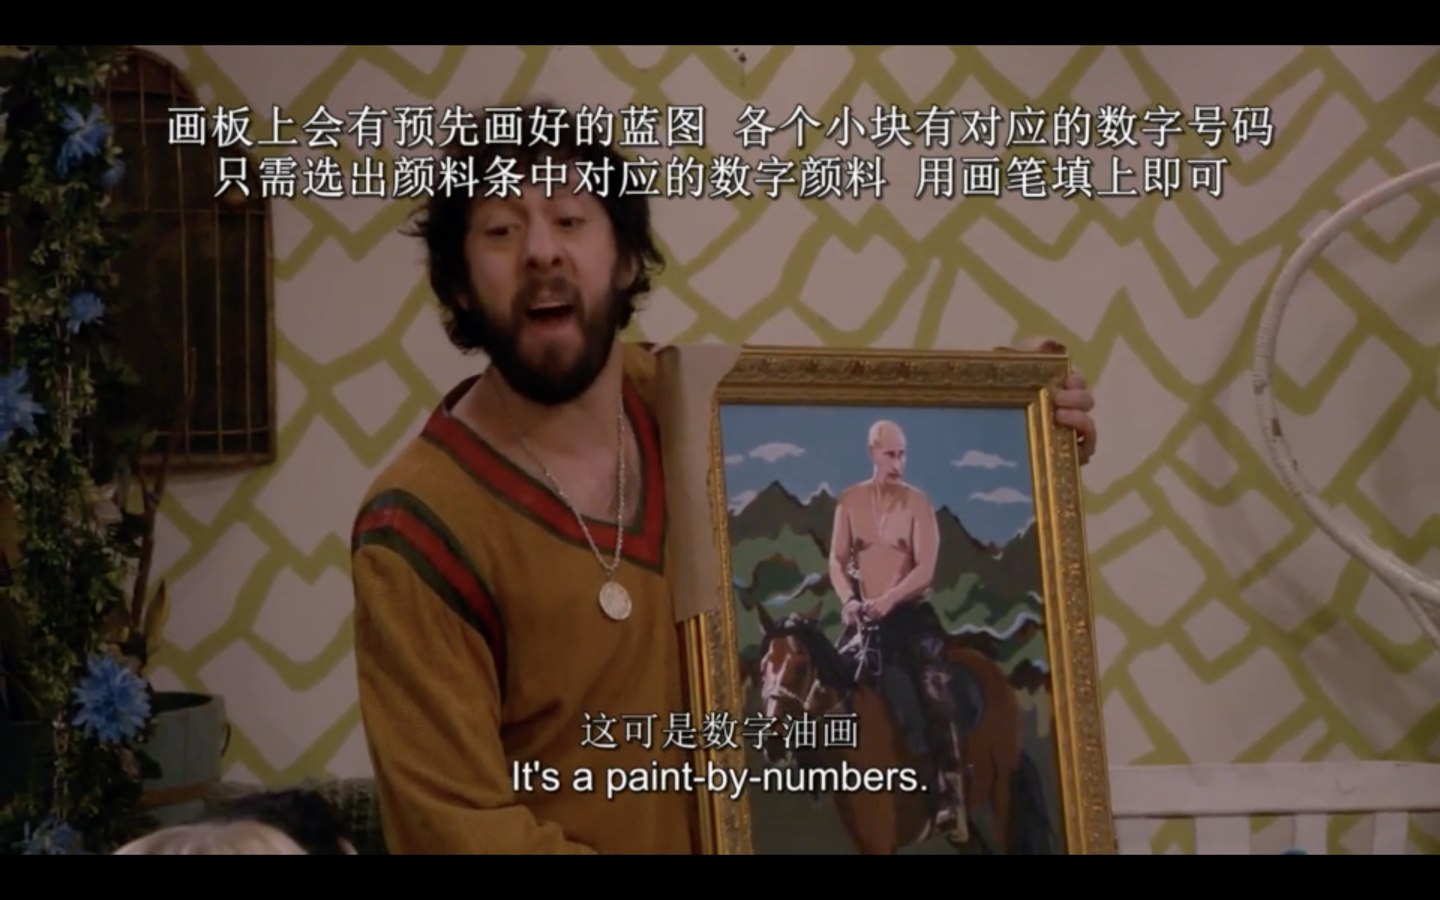 画板上会有预先画好的蓝图 各个小块有对应的数字号码
只需选出颜料条中对应的数字颜料 用画笔填上即可
这可是数字油画
It's a paint-by-numbers.